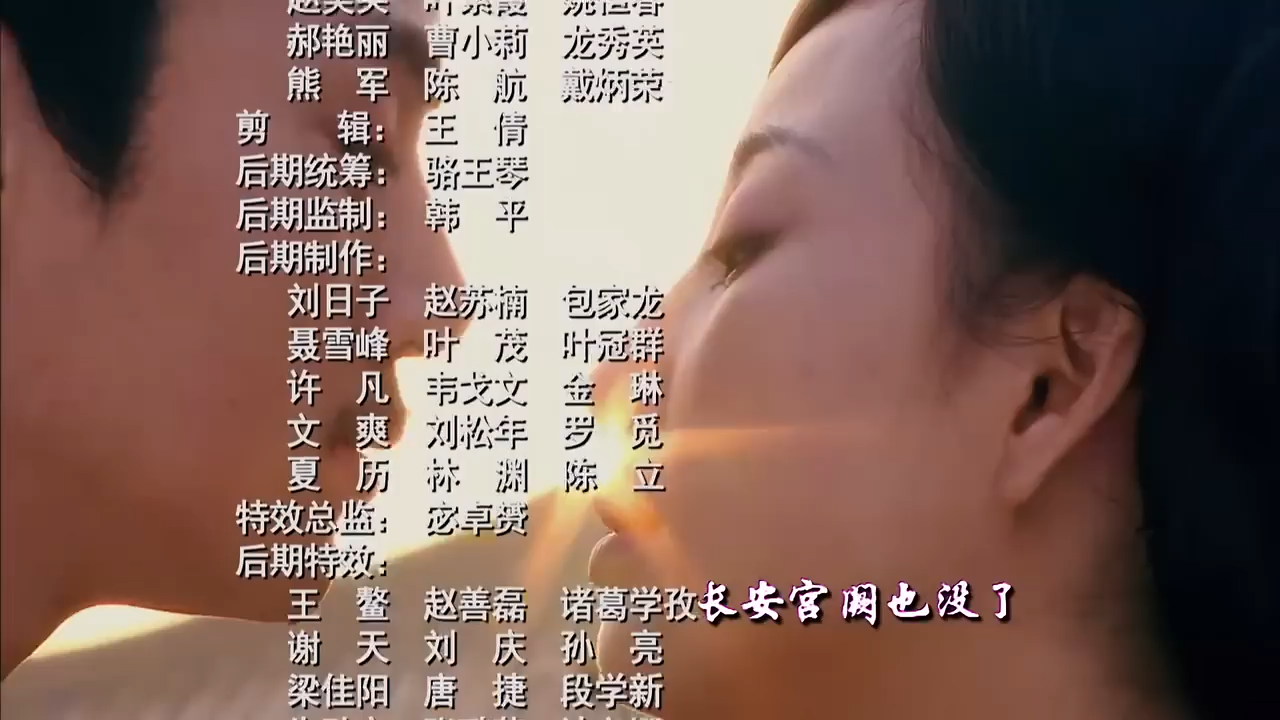 郝艳丽 曹小莉 龙秀英
熊 军 陈 航 戴炳荣
剪 辑: 王 倩
后期统筹: 骆王琴
后期监制: 韩 平
后期制作:
刘日子 赵苏楠 包家龙
聂雪峰 叶 茂 叶冠群
许 凡 韦戈文 金 琳
文 爽 刘松年 罗 觅
夏 历 林 渊 陈 立
特效总监: 宓卓赟
后期特效:
王 鳌 赵善磊 诸葛学孜
长安宫阙也没了
谢 天 刘 庆 孙 亮
梁佳阳 唐 捷 段学新